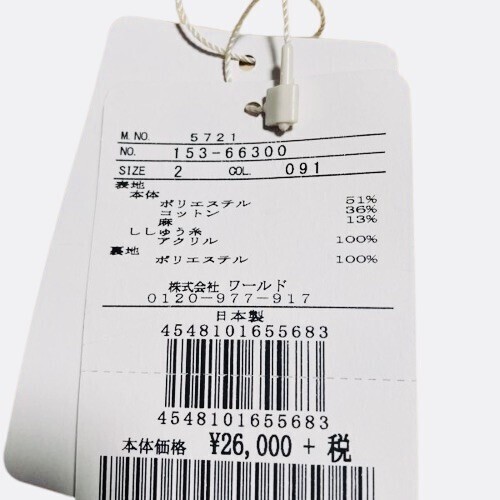 M.NO. 5721
NO. 153-66300
SIZE 2 COL. 091
表地
本体
ポリエステル 51%
コットン 36%
麻 13%
ししゅう糸
アクリル 100%
裏地
ポリエステル 100%
株式会社 ワールド
0120-977-917
日本製
4548101655683
4548101655683
本体価格 ¥26,000 + 税